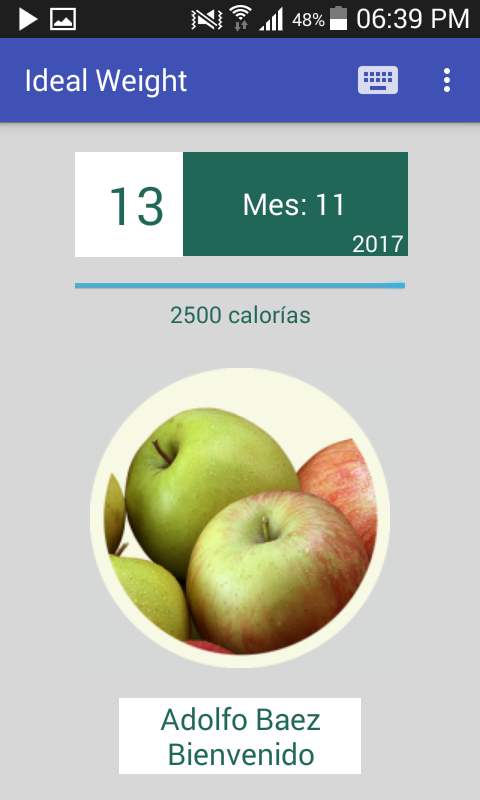 48% 06:39 PM
Ideal Weight
13
Mes: 11
2017
2500 calorías
Adolfo Baez
Bienvenido